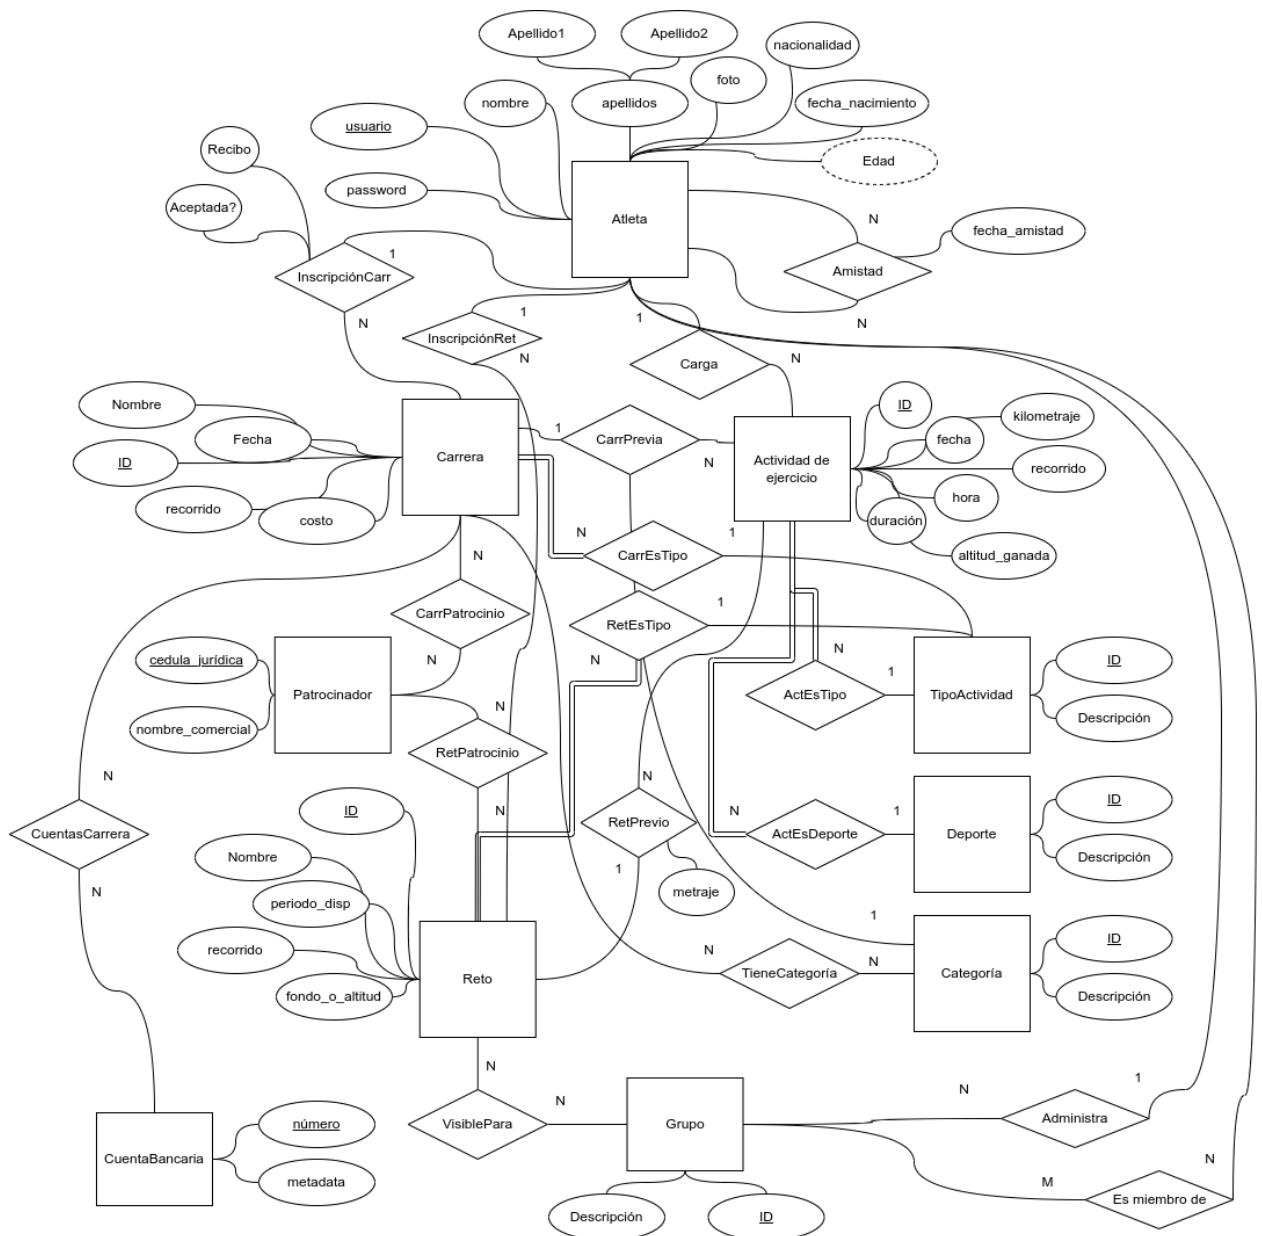 Apellido1
Apellido2
nacionalidad
foto
nombre
apellidos
fecha_nacimiento
usuario
Recibo
Edad
password
Aceptada?
Atleta
N
fecha_amistad
1
InscripciónCarr
Amistad
1
1
N
N
InscripciónRet
N
N
Carga
Nombre
ID
kilometraje
1
CarrPrevia
Fecha
fecha
Carrera
ID
N
Actividad de
ejercicio
recorrido
hora
recorrido
costo
duración
N
1
N
CarrEsTipo
altitud_ganada
1
CarrPatrocinio
RetEsTipo
N
N
N
cedula_jurídica
ID
1
Patrocinador
ActEsTipo
TipoActividad
N
Descripción
nombre_comercial
RetPatrocinio
N
N
ID
ID
N
N
1
RetPrevio
CuentasCarrera
ActEsDeporte
Deporte
Nombre
Descripción
1
N
metraje
periodo_disp
1
ID
recorrido
N
N
TieneCategoría
Categoría
Reto
fondo_o_altitud
Descripción
N
1
N
N
Administra
número
VisiblePara
Grupo
CuentaBancaria
N
M
metadata
Es miembro de
Descripción
ID